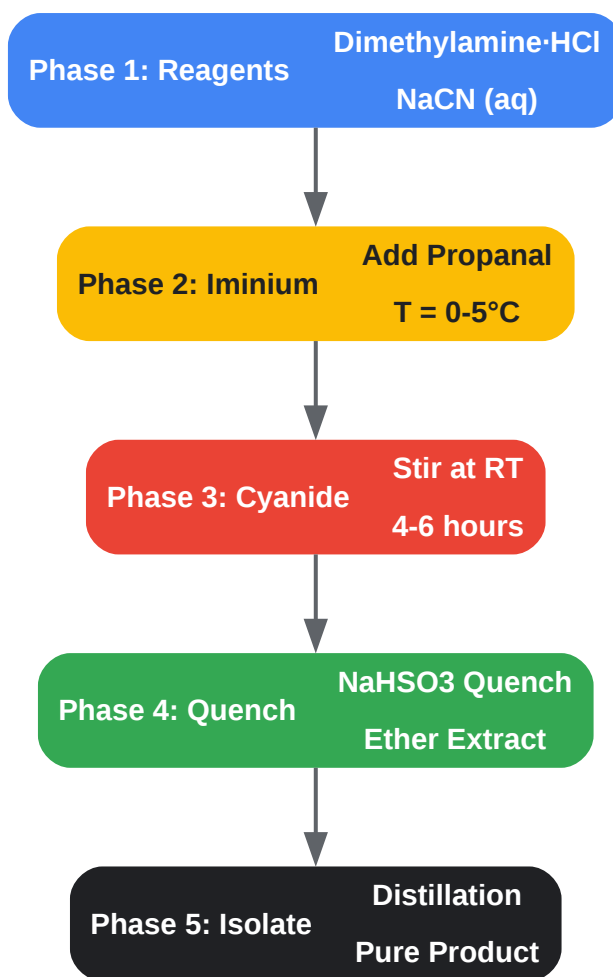 Phase 1: Reagents
Dimethylamine·HCl
NaCN (aq)
Phase 2: Iminium
Add Propanal
T = 0-5°C
Phase 3: Cyanide
Stir at RT
4-6 hours
Phase 4: Quench
NaHSO3 Quench
Ether Extract
Phase 5: Isolate
Distillation
Pure Product